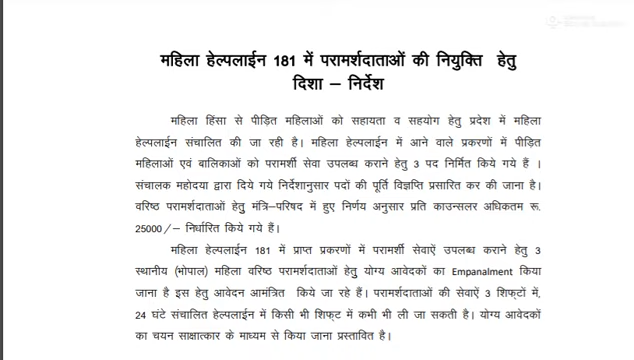 महिला हेल्पलाईन 181 में परामर्शदाताओं की नियुक्ति हेतु
दिशा – निर्देश
महिला हिंसा से पीड़ित महिलाओं को सहायता व सहयोग हेतु प्रदेश में महिला
हेल्पलाईन संचालित की जा रही है। महिला हेल्पलाईन में आने वाले प्रकरणों में पीड़ित
महिलाओं एवं बालिकाओं को परामर्शी सेवा उपलब्ध कराने हेतु 3 पद निर्मित किये गये हैं ।
संचालक महोदया द्वारा दिये गये निर्देशानुसार पदों की पूर्ति विज्ञप्ति प्रसारित कर की जाना है।
वरिष्ठ परामर्शदाताओं हेतु मंत्रि–परिषद में हुए निर्णय अनुसार प्रति काउन्सलर अधिकतम रू.
25000/– निर्धारित किये गये हैं।
महिला हेल्पलाईन 181 में प्राप्त प्रकरणों में परामर्शी सेवाऐं उपलब्ध कराने हेतु 3
स्थानीय (भोपाल) महिला वरिष्ठ परामर्शदाताओं हेतु योग्य आवेदकों का Empanalment किया
जाना है इस हेतु आवेदन आमंत्रित किये जा रहे हैं। परामर्शदाताओं की सेवाऐं 3 शिफ्टों में,
24 घंटे संचालित हेल्पलाईन में किसी भी शिफ्ट में कभी भी ली जा सकती है। योग्य आवेदकों
का चयन साक्षात्कार के माध्यम से किया जाना प्रस्तावित है।